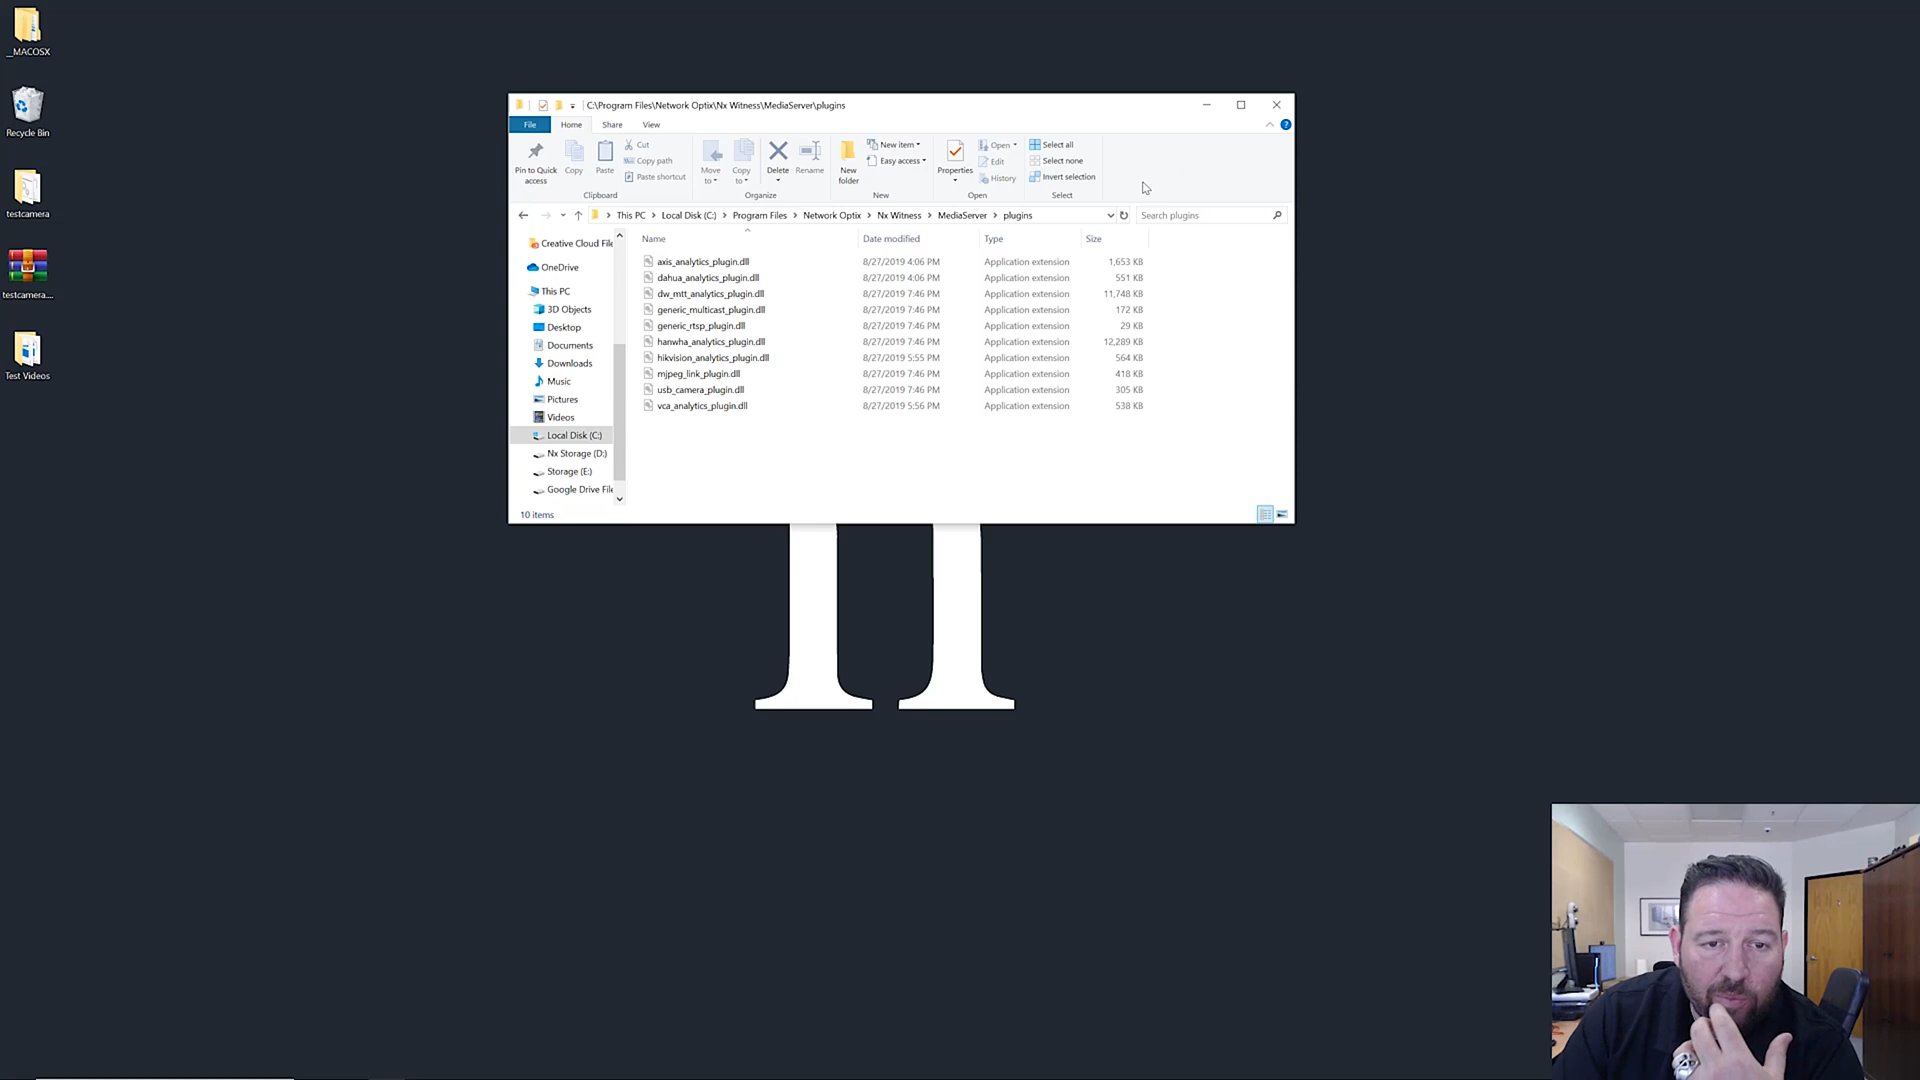 __MACOSX
Recycle Bin
testcamera
testcamera....
Test Videos
C:\Program Files\Network Optix\Nx Witness\MediaServer\plugins
File Home Share View
Pin to Quick access
Copy
Paste
Cut
Copy path
Paste shortcut
Clipboard
Move to
Copy to
Delete
Rename
Organize
New folder
New item
Easy access
New
Properties
Open
Edit
History
Open
Select all
Select none
Invert selection
Select
This PC > Local Disk (C:) > Program Files > Network Optix > Nx Witness > MediaServer > plugins
Search plugins
Creative Cloud File
OneDrive
This PC
3D Objects
Desktop
Documents
Downloads
Music
Pictures
Videos
Local Disk (C:)
Nx Storage (D:)
Storage (E:)
Google Drive File
Name Date modified Type Size
axis_analytics_plugin.dll 8/27/2019 4:06 PM Application extension 1,653 KB
dahua_analytics_plugin.dll 8/27/2019 4:06 PM Application extension 551 KB
dw_mtt_analytics_plugin.dll 8/27/2019 7:46 PM Application extension 11,748 KB
generic_multicast_plugin.dll 8/27/2019 7:46 PM Application extension 172 KB
generic_rtsp_plugin.dll 8/27/2019 7:46 PM Application extension 29 KB
hanwha_analytics_plugin.dll 8/27/2019 7:46 PM Application extension 12,289 KB
hikvision_analytics_plugin.dll 8/27/2019 5:55 PM Application extension 564 KB
mjpeg_link_plugin.dll 8/27/2019 7:46 PM Application extension 418 KB
usb_camera_plugin.dll 8/27/2019 7:46 PM Application extension 305 KB
vca_analytics_plugin.dll 8/27/2019 5:56 PM Application extension 538 KB
10 items